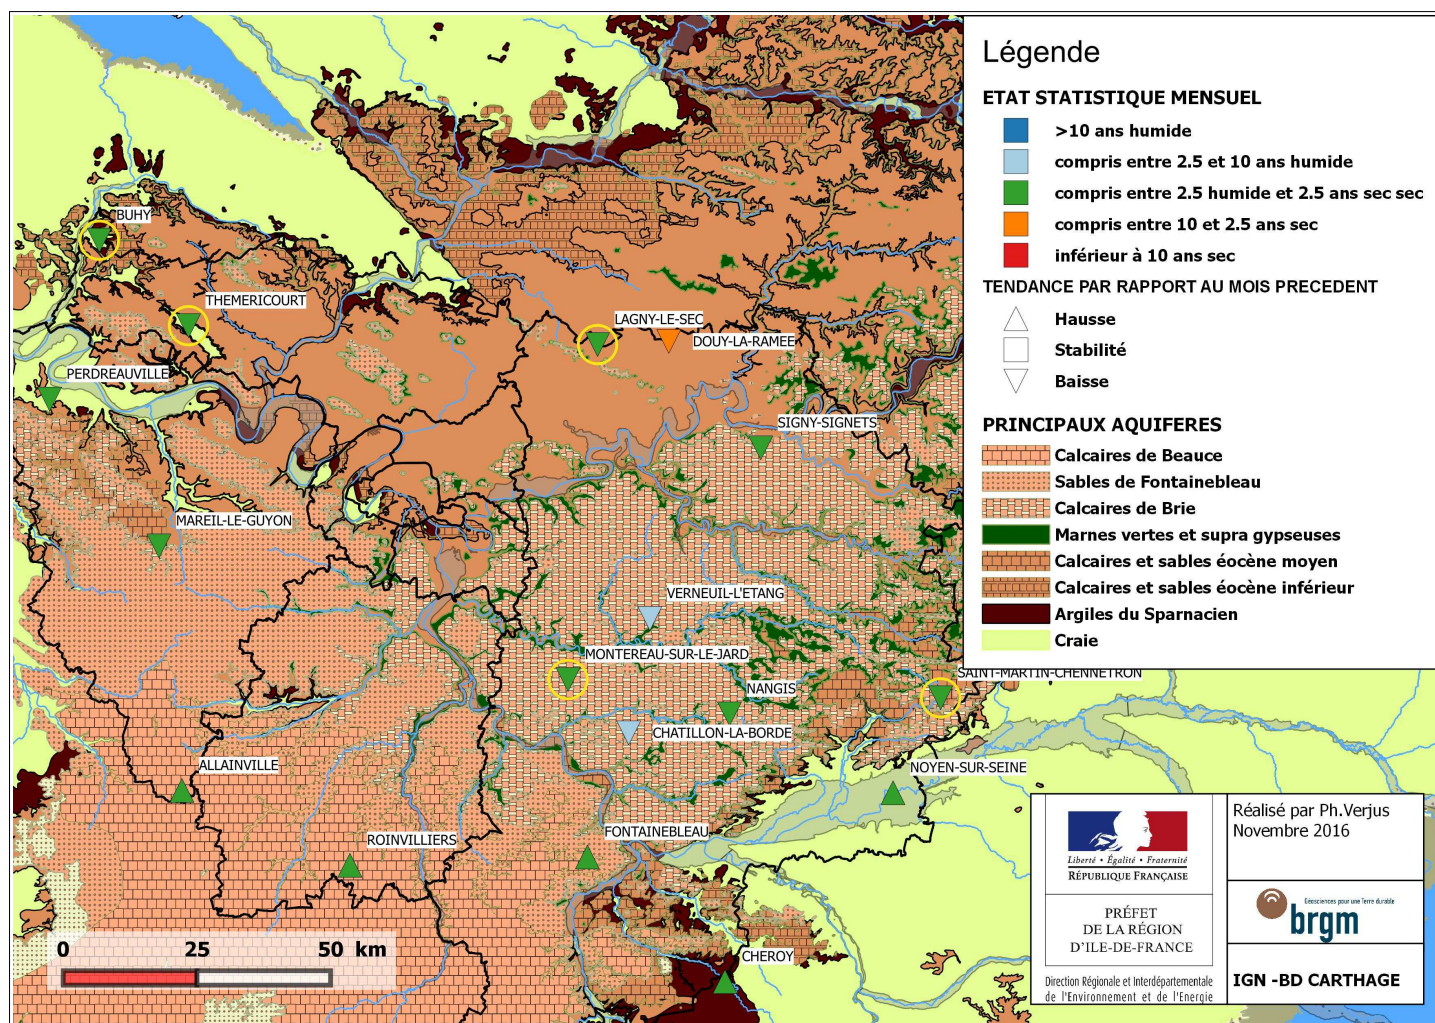 Légende
ETAT STATISTIQUE MENSUEL
>10 ans humide
compris entre 2.5 et 10 ans humide
compris entre 2.5 humide et 2.5 ans sec sec
compris entre 10 et 2.5 ans sec
inférieur à 10 ans sec
TENDANCE PAR RAPPORT AU MOIS PRECEDENT
Hausse
Stabilité
Baisse
PRINCIPAUX AQUIFERES
Calcaires de Beauce
Sables de Fontainebleau
Calcaires de Brie
Marnes vertes et supra gypseuses
Calcaires et sables éocène moyen
Calcaires et sables éocène inférieur
Argiles du Sparnacien
Craie
BUHY
THEMERICOURT
LAGNY-LE-SEC
DOUY-LA-RAMEE
PERDREAUVILLE
SIGNY-SIGNETS
MAREIL-LE-GUYON
VERNEUIL-L'ETANG
MONTEREAU-SUR-LE-JARD
SAINT-MARTIN-CHENNETRON
NANGIS
CHATILLON-LA-BORDE
ALLAINVILLE
NOYEN-SUR-SEINE
ROINVILLIERS
FONTAINEBLEAU
CHEROY
0 25 50 km
Liberté • Égalité • Fraternité
RÉPUBLIQUE FRANÇAISE
PRÉFET
DE LA RÉGION
D'ILE-DE-FRANCE
Direction Régionale et Interdépartementale
de l'Environnement et de l'Energie
Réalisé par Ph.Verjus
Novembre 2016
Géosciences pour une Terre durable
brgm
IGN -BD CARTHAGE